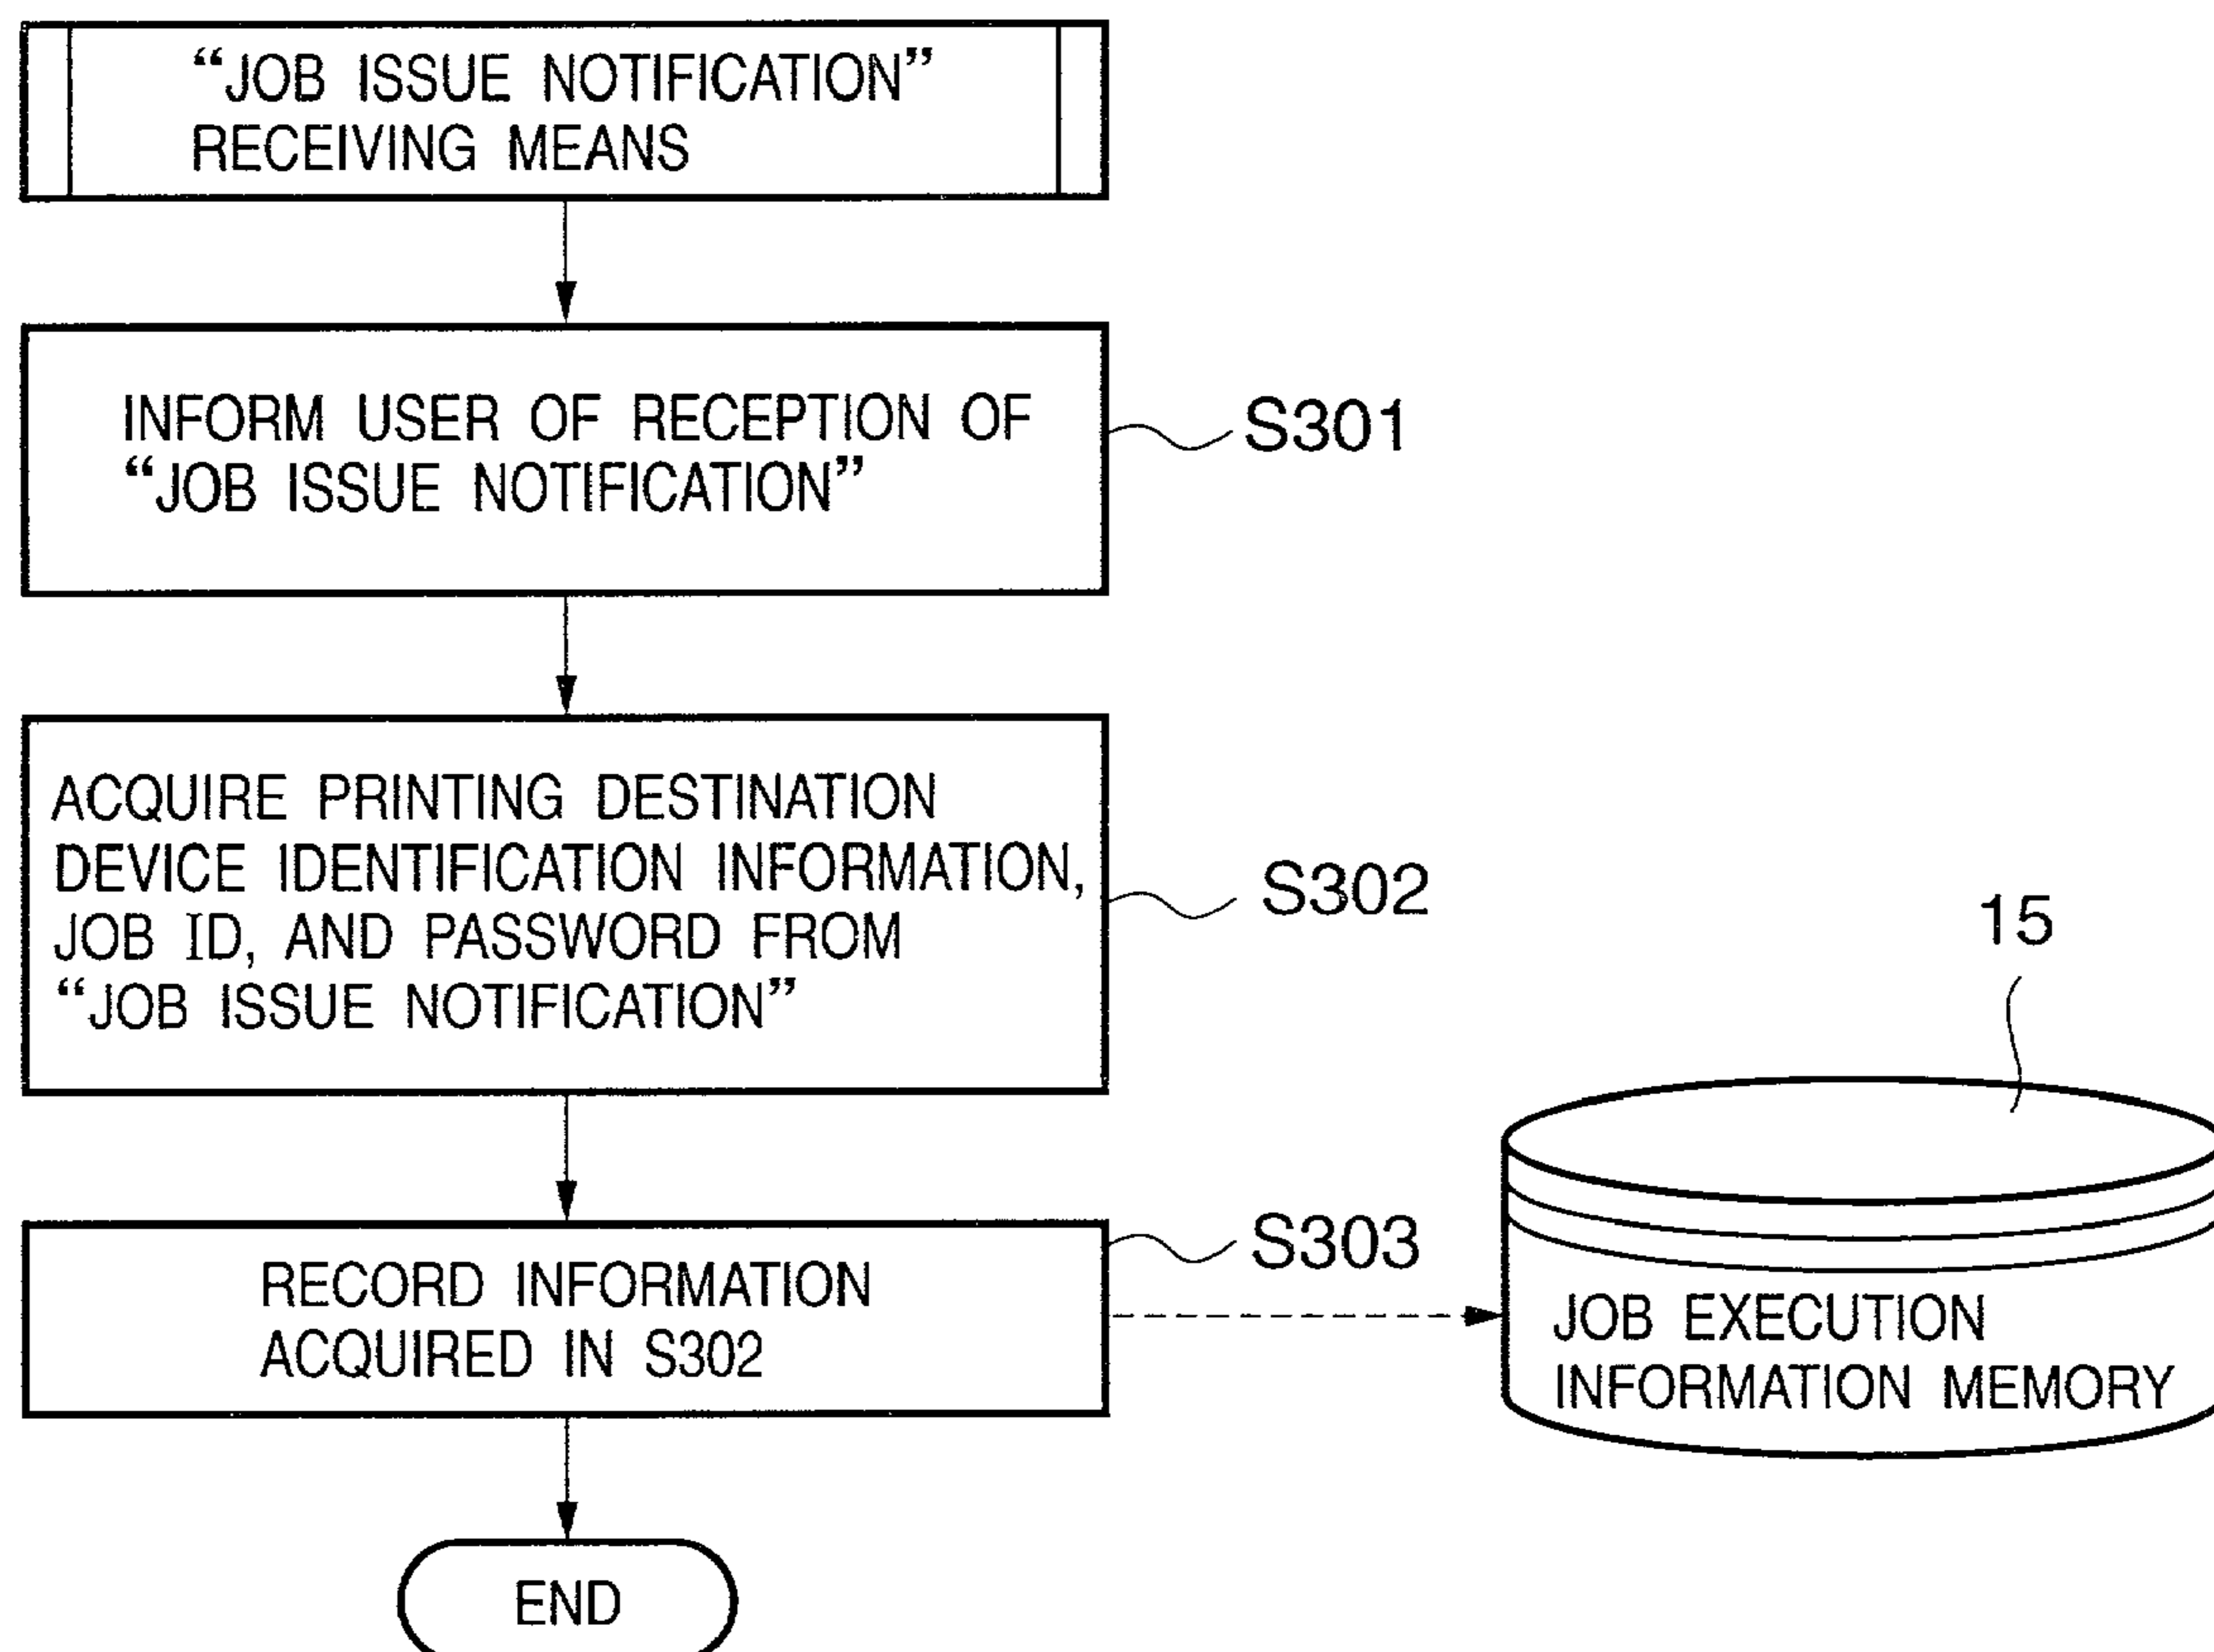 “JOB ISSUE NOTIFICATION”
RECEIVING MEANS
INFORM USER OF RECEPTION OF
“JOB ISSUE NOTIFICATION”
S301
ACQUIRE PRINTING DESTINATION
DEVICE IDENTIFICATION INFORMATION,
JOB ID, AND PASSWORD FROM
“JOB ISSUE NOTIFICATION”
S302
15
RECORD INFORMATION
ACQUIRED IN S302
S303
JOB EXECUTION
INFORMATION MEMORY
END